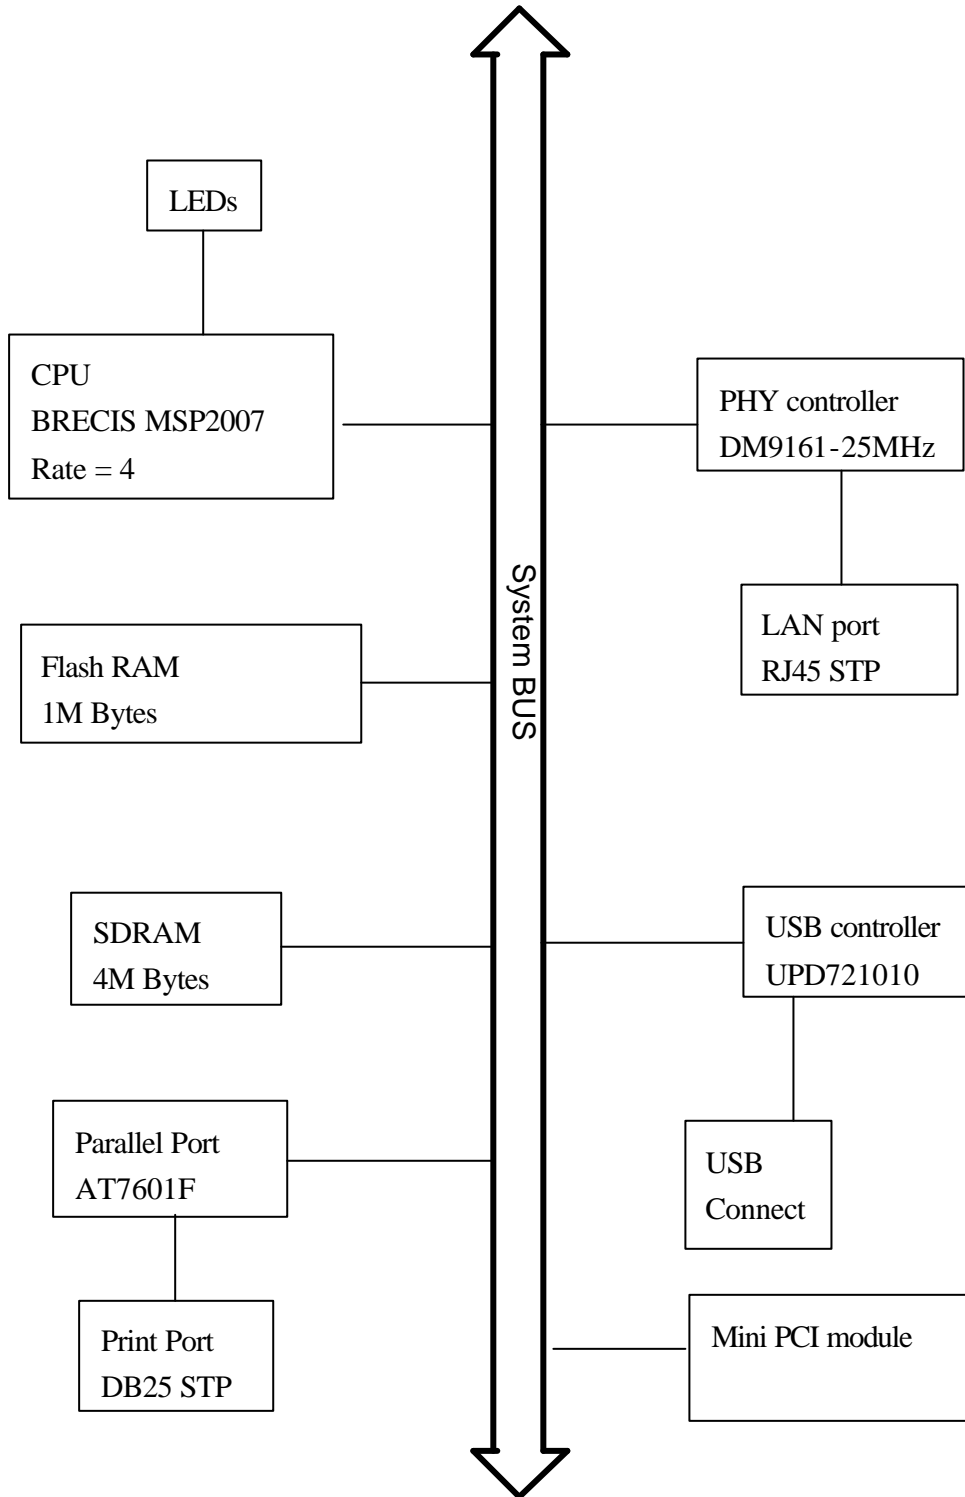 LEDs
CPU
BRECIS MSP2007
Rate = 4
PHY controller
DM9161-25MHz
LAN port
RJ45 STP
System BUS
Flash RAM
1M Bytes
SDRAM
4M Bytes
USB controller
UPD721010
Parallel Port
AT7601F
USB
Connect
Print Port
DB25 STP
Mini PCI module